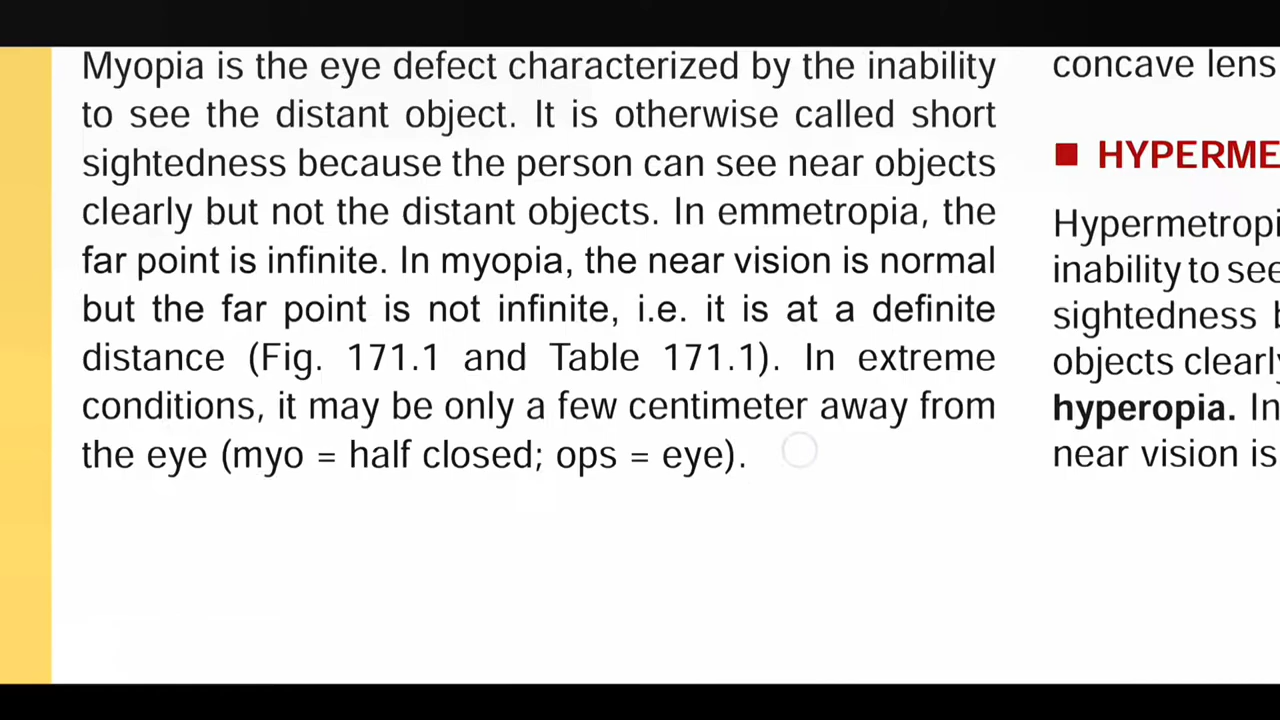 Myopia is the eye defect characterized by the inability
to see the distant object. It is otherwise called short
sightedness because the person can see near objects
clearly but not the distant objects. In emmetropia, the
far point is infinite. In myopia, the near vision is normal
but the far point is not infinite, i.e. it is at a definite
distance (Fig. 171.1 and Table 171.1). In extreme
conditions, it may be only a few centimeter away from
the eye (myo = half closed; ops = eye).
concave lens
■ HYPERME
Hypermetropi
inability to see
sightedness b
objects clearly
hyperopia. In
near vision is